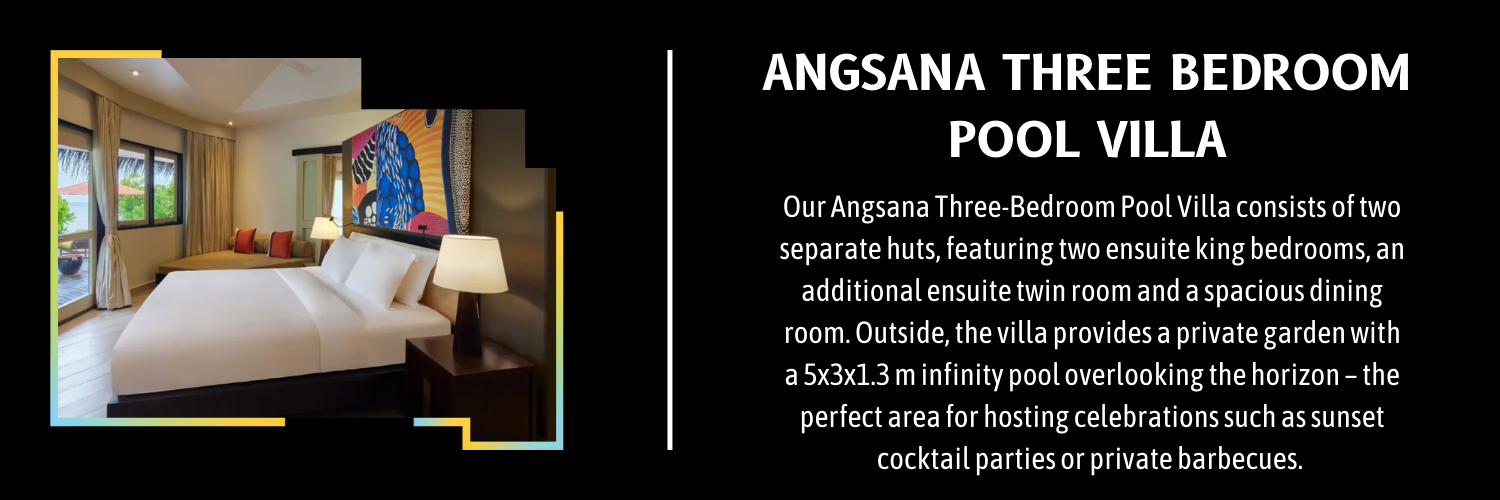 ANGSANA THREE BEDROOM
POOL VILLA
Our Angsana Three-Bedroom Pool Villa consists of two
separate huts, featuring two ensuite king bedrooms, an
additional ensuite twin room and a spacious dining
room. Outside, the villa provides a private garden with
a 5x3x1.3 m infinity pool overlooking the horizon – the
perfect area for hosting celebrations such as sunset
cocktail parties or private barbecues.